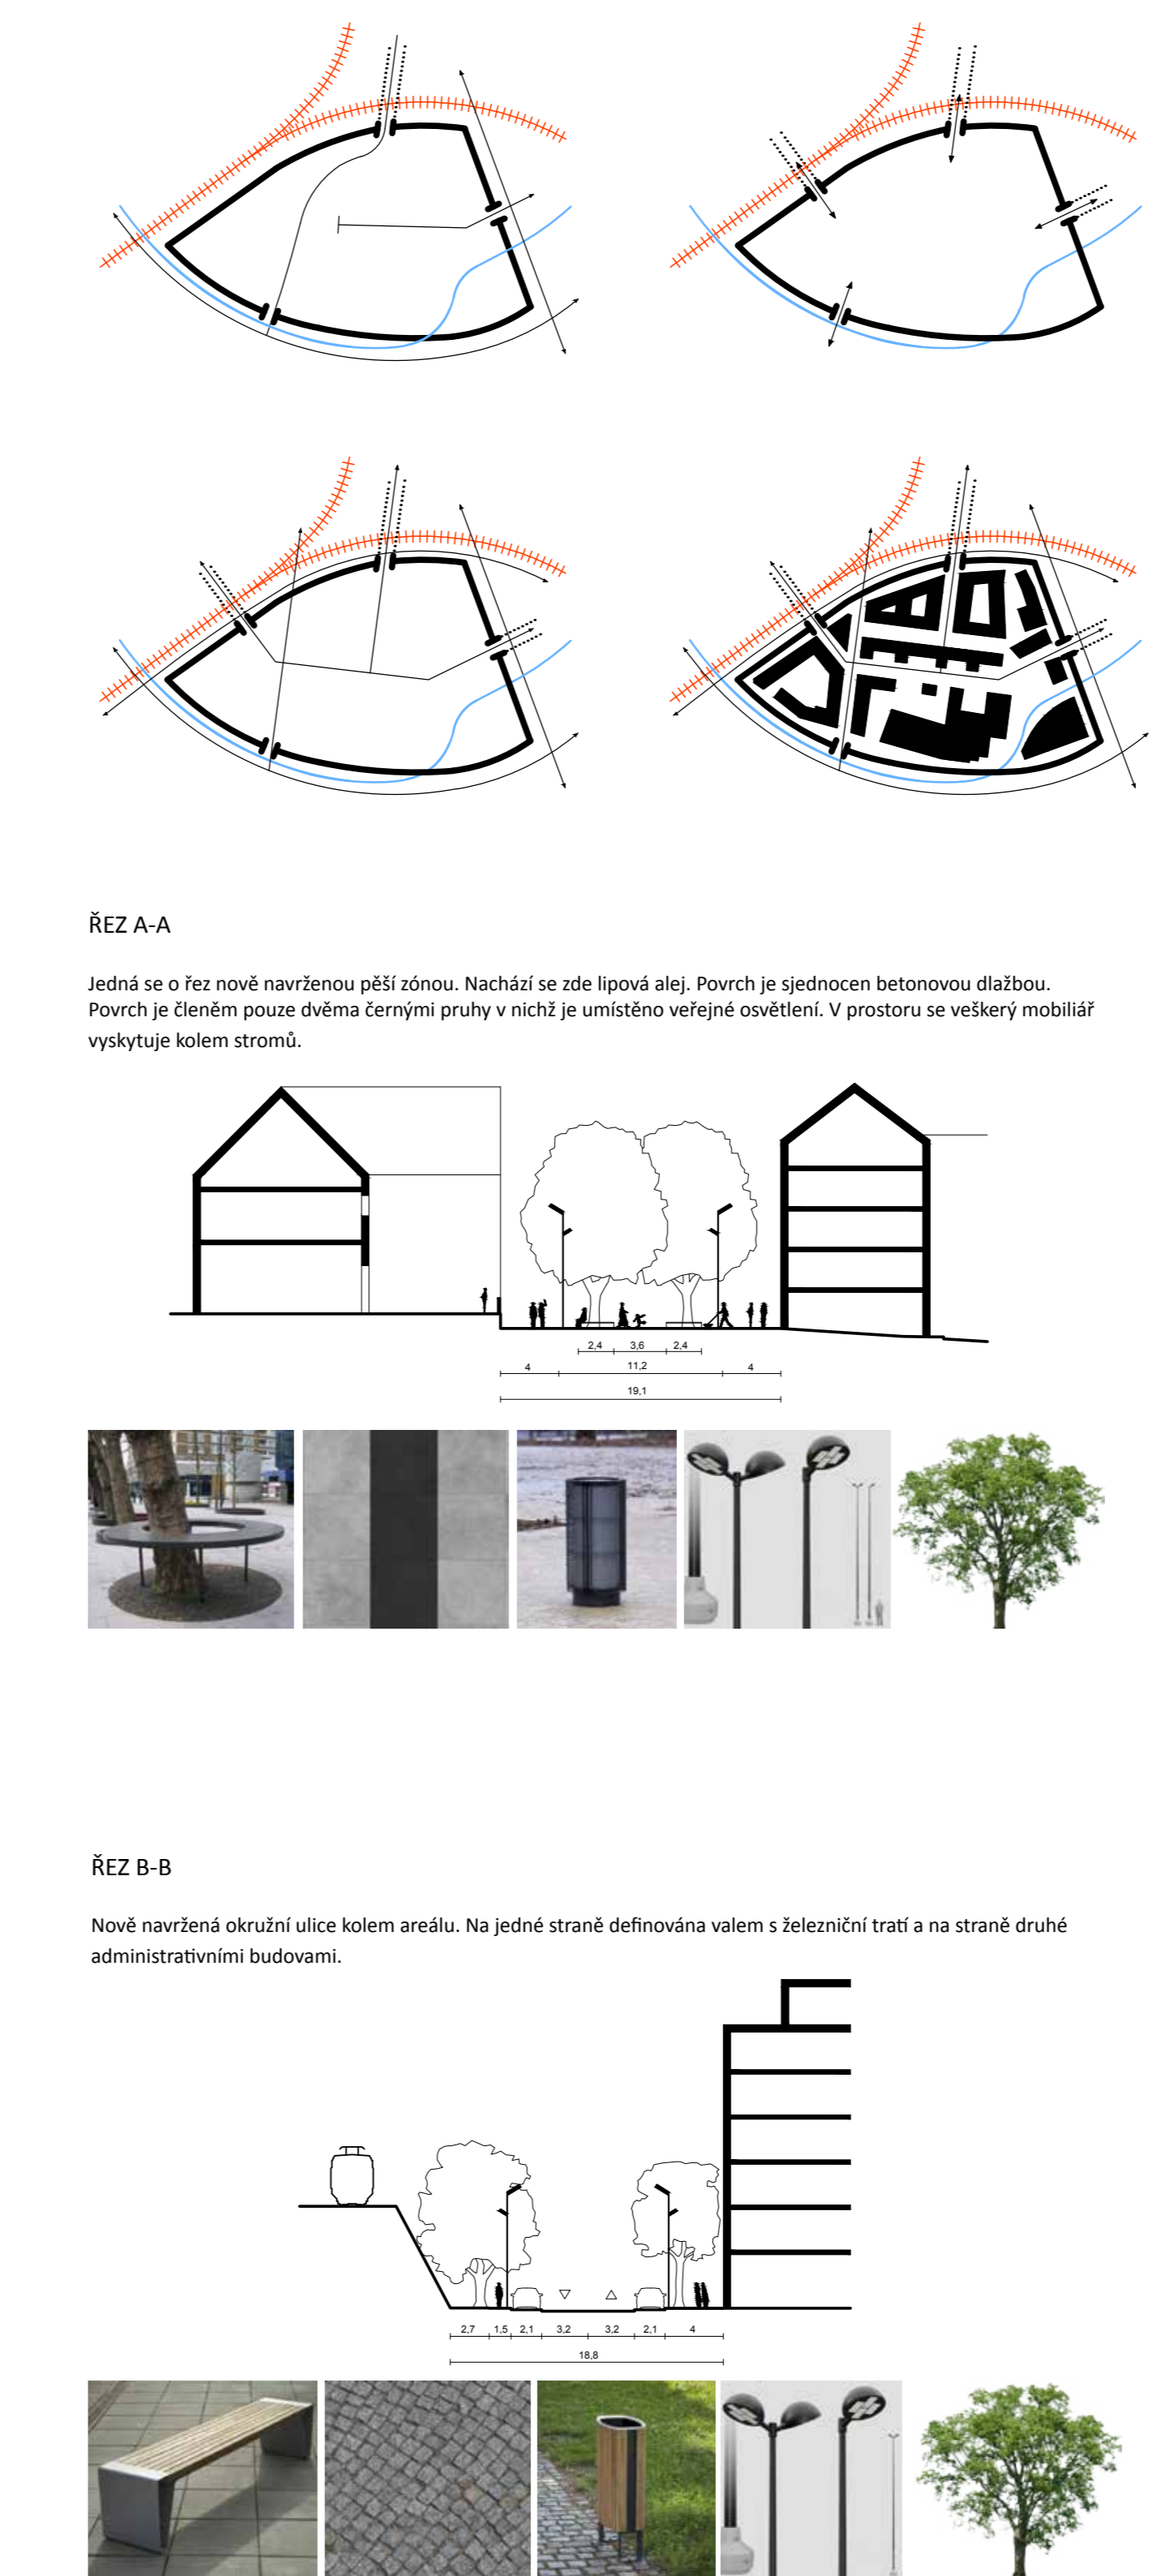 ŘEZ A-A
Jedná se o řez nově navrženou pěší zónou. Nachází se zde lipová alej. Povrch je sjednocen betonovou dlažbou.
Povrch je členěm pouze dvěma černými pruhy v nichž je umístěno veřejné osvětlení. V prostoru se veškerý mobiliář
vyskytuje kolem stromů.
2,4 3,6 2,4
4 11,2 4
19,1
ŘEZ B-B
Nově navržená okružní ulice kolem areálu. Na jedné straně definována valem s železniční tratí a na straně druhé
administrativními budovami.
2,7 1,5 2,1 3,2 3,2 2,1 4
18,8